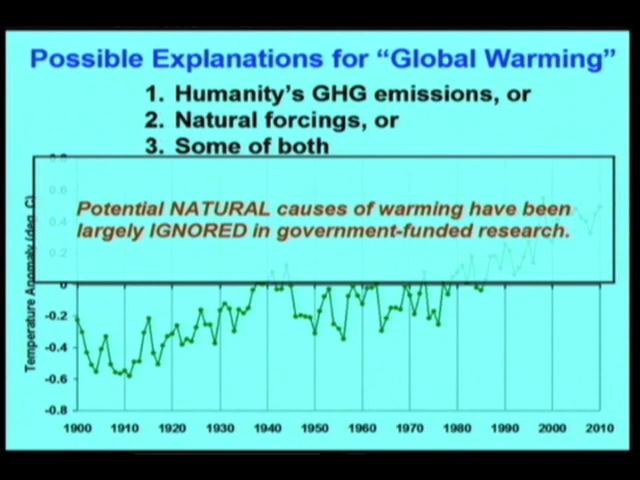 Possible Explanations for “Global Warming”
1. Humanity's GHG emissions, or
2. Natural forcings, or
3. Some of both
0.8
0.6
Potential NATURAL causes of warming have been
0.4
largely IGNORED in government-funded research.
0.2
0
-0.2
-0.4
-0.6
-0.8
Temperature Anomaly (deg. C)
1900 1910 1920 1930 1940 1950 1960 1970 1980 1990 2000 2010